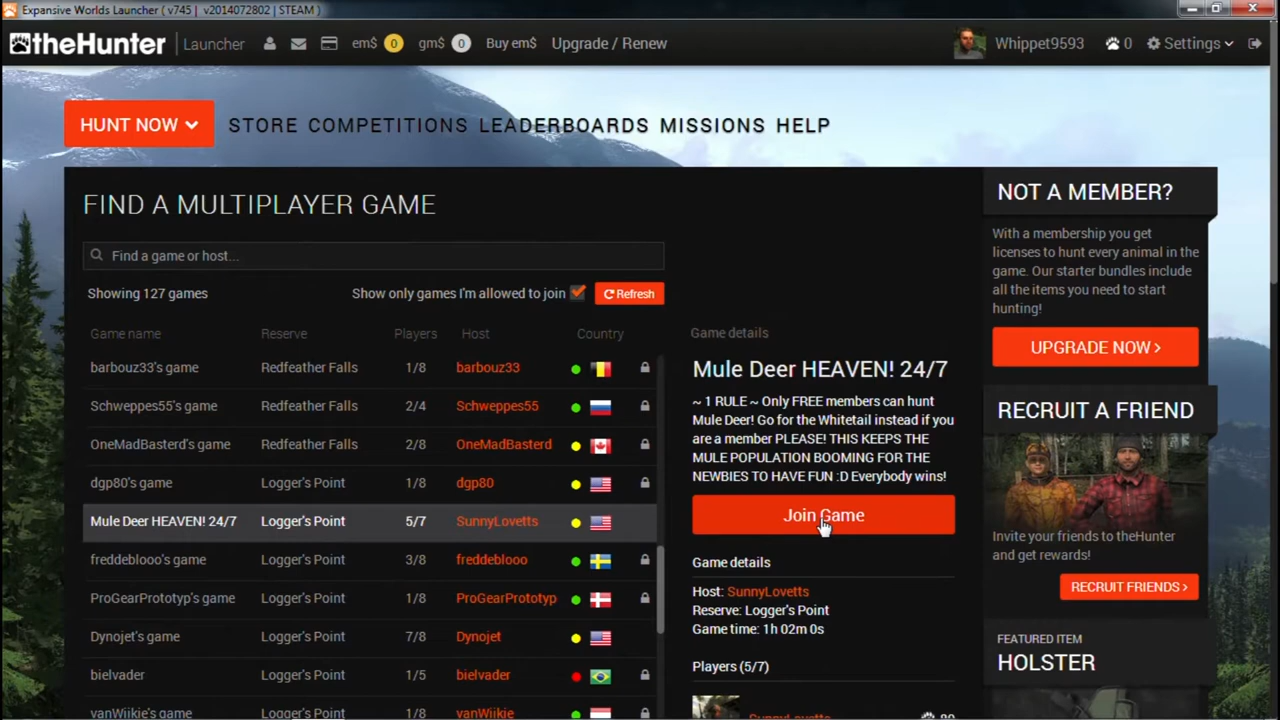 Expansive Worlds Launcher ( v745 | v2014072802 | STEAM )
theHunter Launcher em$ 0 gm$ 0 Buy em$ Upgrade / Renew Whippet9593 0 Settings
HUNT NOW STORE COMPETITIONS LEADERBOARDS MISSIONS HELP
FIND A MULTIPLAYER GAME
Find a game or host...
Showing 127 games Show only games I'm allowed to join Refresh
Game name Reserve Players Host Country
barbouz33's game Redfeather Falls 1/8 barbouz33
Schweppes55's game Redfeather Falls 2/4 Schweppes55
OneMadBasterd's game Redfeather Falls 2/8 OneMadBasterd
dgp80's game Logger's Point 1/8 dgp80
Mule Deer HEAVEN! 24/7 Logger's Point 5/7 SunnyLovetts
freddeblooo's game Logger's Point 3/8 freddeblooo
ProGearPrototyp's game Logger's Point 1/8 ProGearPrototyp
Dynojet's game Logger's Point 7/8 Dynojet
bielvader Logger's Point 1/5 bielvader
vanWijkie's game Logger's Point 1/8 vanWijkie
Game details
Mule Deer HEAVEN! 24/7
~ 1 RULE ~ Only FREE members can hunt
Mule Deer! Go for the Whitetail instead if you
are a member PLEASE! THIS KEEPS THE
MULE POPULATION BOOMING FOR THE
NEWBIES TO HAVE FUN :D Everybody wins!
Join Game
Game details
Host: SunnyLovetts
Reserve: Logger's Point
Game time: 1h 02m 0s
Players (5/7)
SunnyLovetts 89
NOT A MEMBER?
With a membership you get
licenses to hunt every animal in the
game. Our starter bundles include
all the items you need to start
hunting!
UPGRADE NOW >
RECRUIT A FRIEND
Invite your friends to theHunter
and get rewards!
RECRUIT FRIENDS >
FEATURED ITEM
HOLSTER